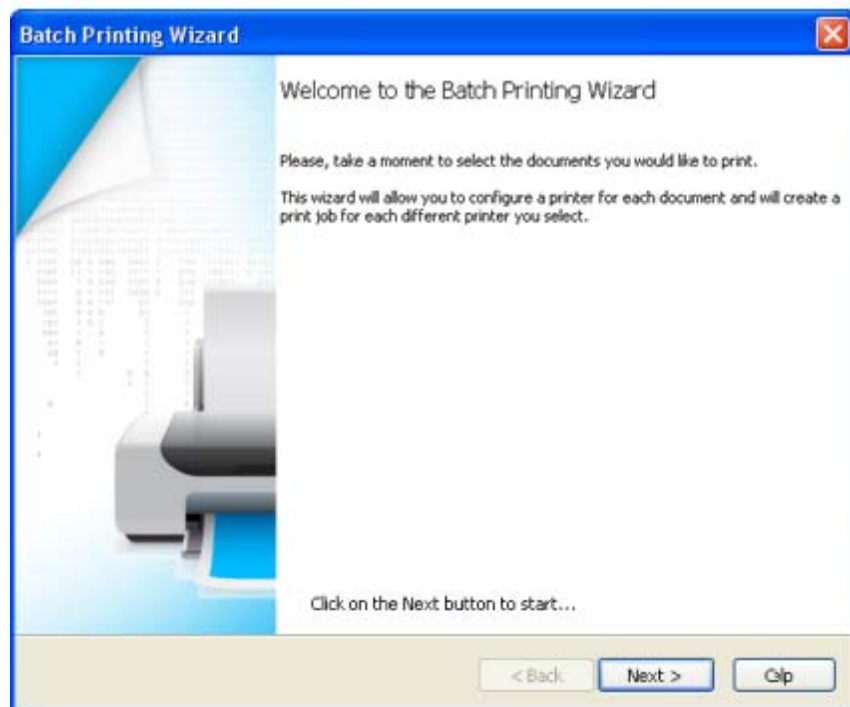 Batch Printing Wizard
Welcome to the Batch Printing Wizard
Please, take a moment to select the documents you would like to print.
This wizard will allow you to configure a printer for each document and will create a
print job for each different printer you select.
Click on the Next button to start...
< Back Next >